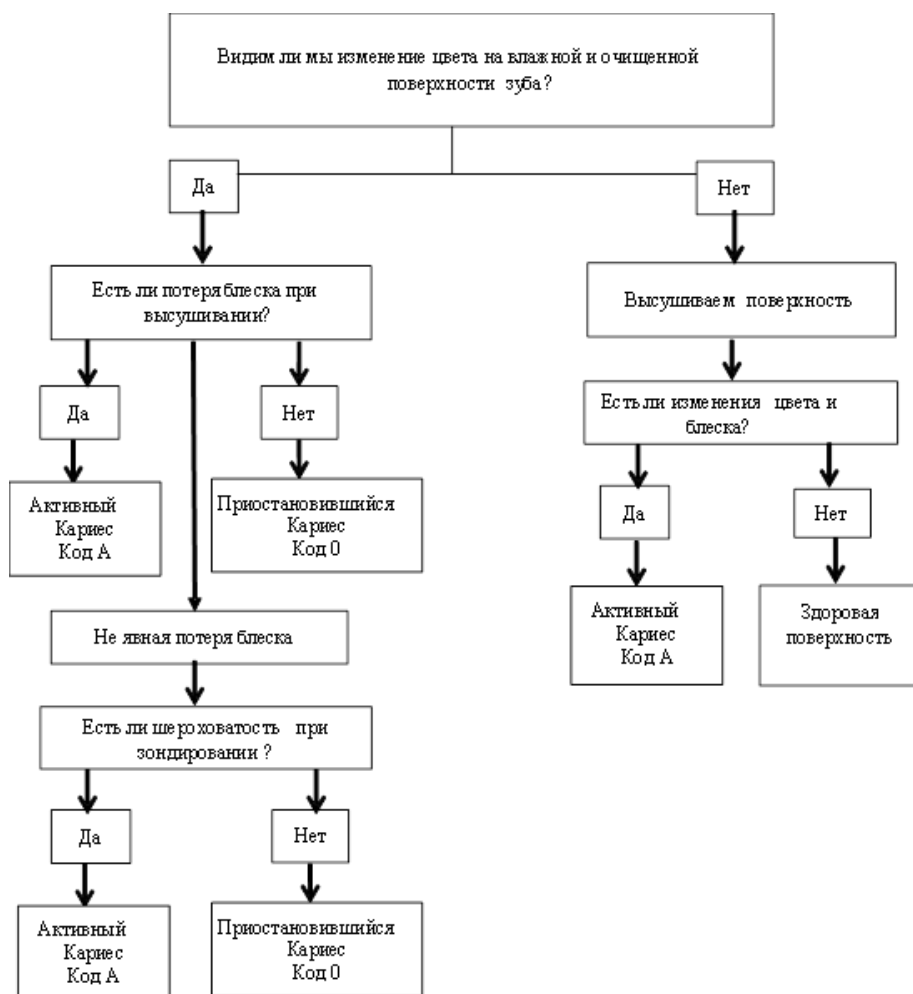 Видим ли мы изменение цвета на влажной и очищенной
поверхности зуба?
Да
Нет
Есть ли потеря блеска при
высушивании?
Высушиваем поверхность
Да
Нет
Есть ли изменения цвета и
блеска?
Активный
Кариес
Код А
Приостановившийся
Кариес
Код 0
Да
Нет
Не явная потеря блеска
Активный
Кариес
Код А
Здоровая
поверхность
Есть ли шероховатость при
зондировании ?
Да
Нет
Активный
Кариес
Код А
Приостановившийся
Кариес
Код 0